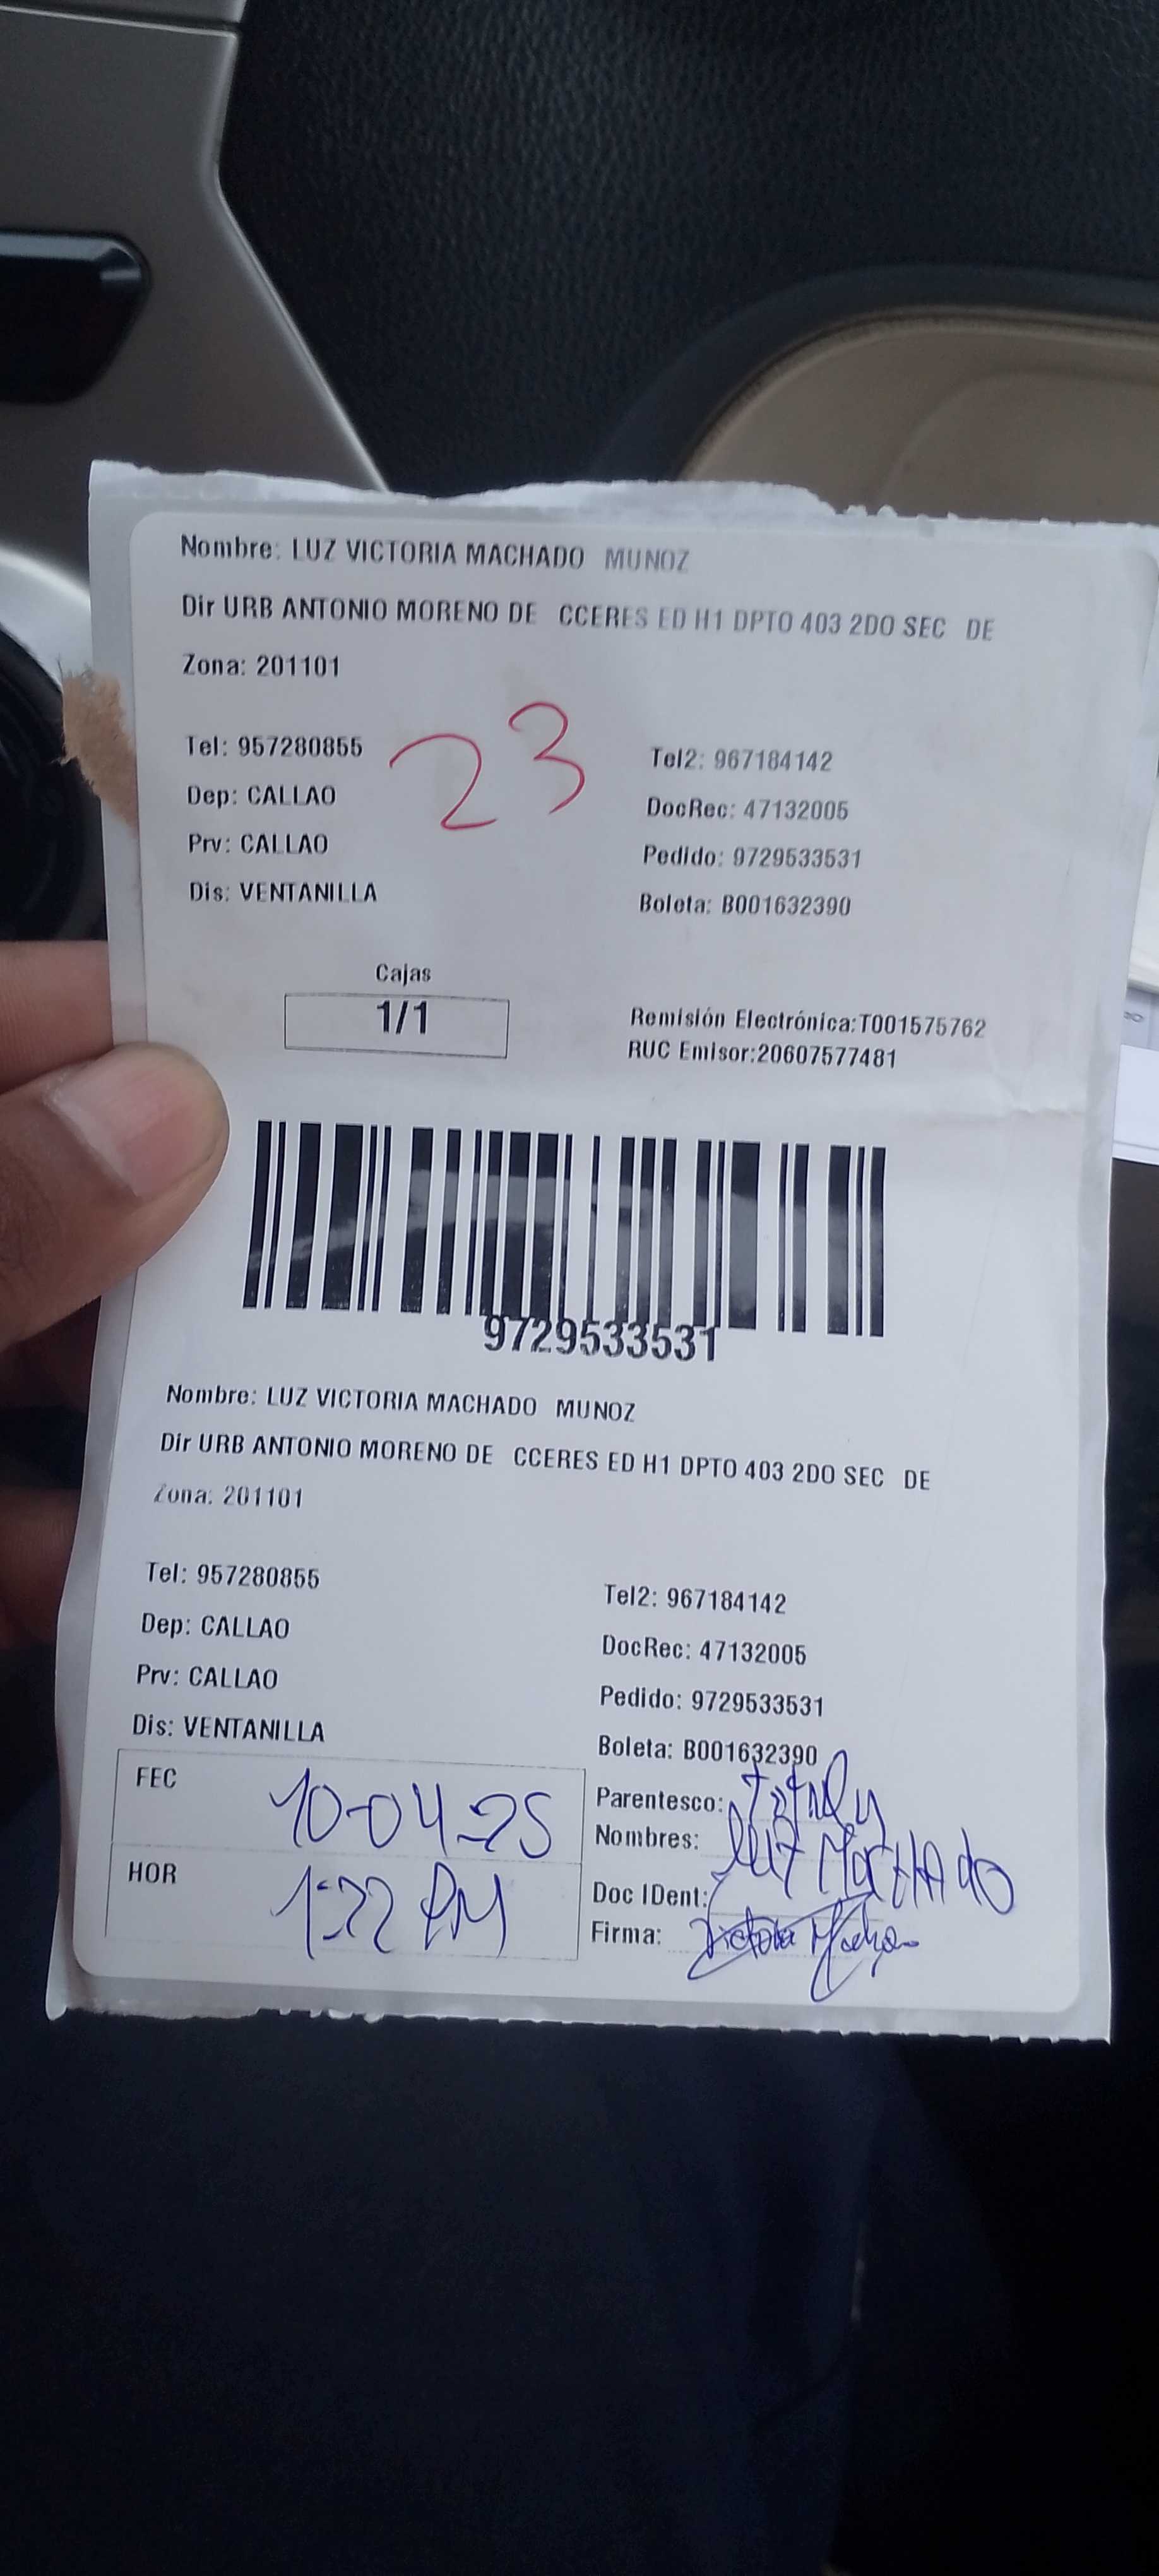 Nombre: LUZ VICTORIA MACHADO MUNOZ
Dir URB ANTONIO MORENO DE CCERES ED H1 DPTO 403 2DO SEC DE
Zona: 201101
23
Tel: 957280855 Tel2: 967184142
Dep: CALLAO DocRec: 47132005
Prv: CALLAO Pedido: 9729533531
Dis: VENTANILLA Boleta: B001632390
Cajas
1/1
Remisión Electrónica:T001575762
RUC Emisor:20607577481
9729533531
Nombre: LUZ VICTORIA MACHADO MUNOZ
Dir URB ANTONIO MORENO DE CCERES ED H1 DPTO 403 2DO SEC DE
Zona: 201101
Tel: 957280855 Tel2: 967184142
Dep: CALLAO DocRec: 47132005
Prv: CALLAO Pedido: 9729533531
Dis: VENTANILLA Boleta: B001632390
FEC 10-04-25 Parentesco:
Nombres: Luz Machado
HOR 1:22 PM Doc IDent:
Firma: Victoria